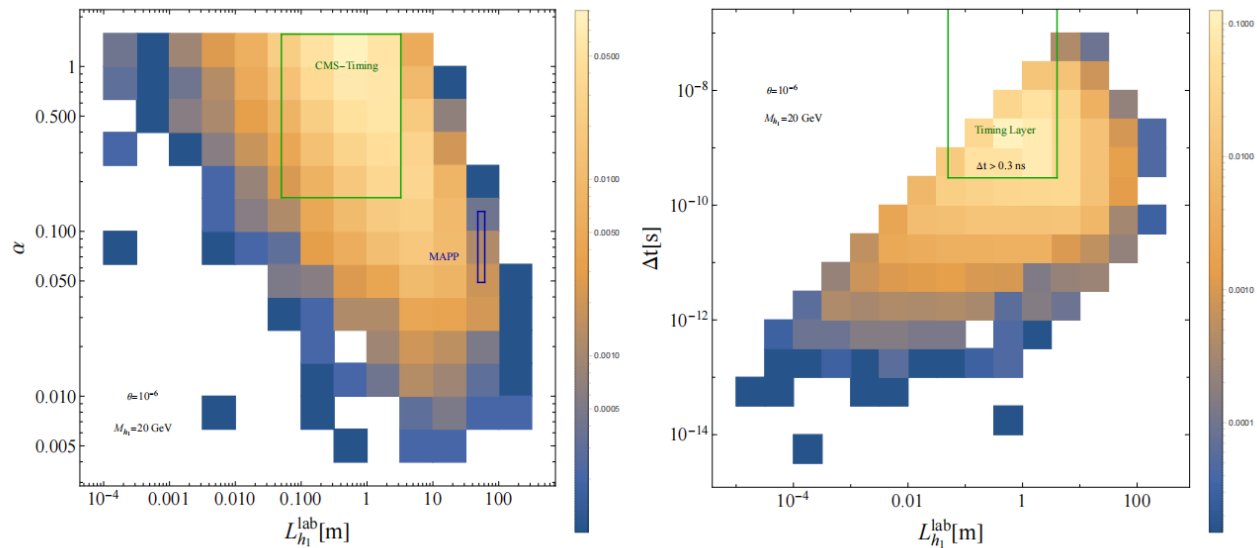 1
0.500
0.100
0.050
0.010
0.005
α
CMS-Timing
MAPP
θ=10⁻⁶
M_{h₁}=20 GeV
10⁻⁴ 0.001 0.010 0.100 1 10 100
L_{h₁}^{lab}[m]
0.0500
0.0100
0.0050
0.0010
0.0005
10⁻⁸
10⁻¹⁰
10⁻¹²
10⁻¹⁴
Δt[s]
θ=10⁻⁶
M_{h₁}=20 GeV
Timing Layer
Δt > 0.3 ns
10⁻⁴ 0.01 1 100
L_{h₁}^{lab}[m]
0.1000
0.0100
0.0010
0.0001